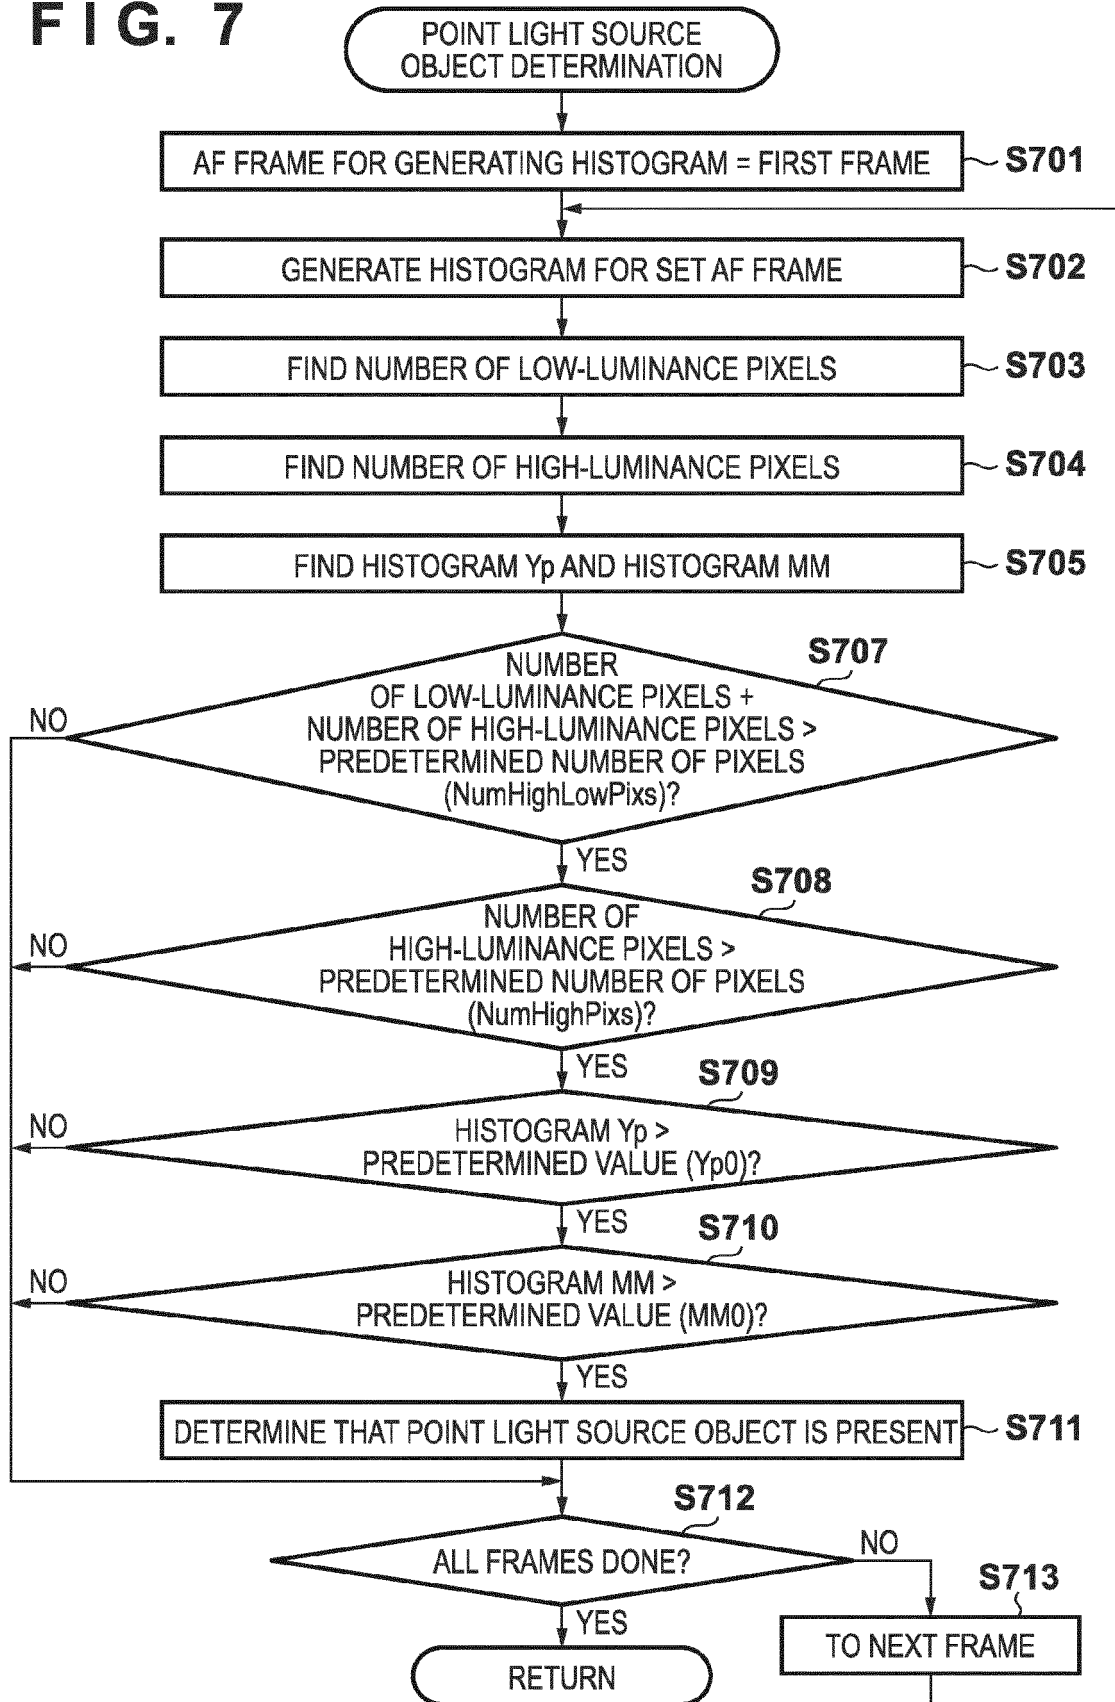 FIG. 7
POINT LIGHT SOURCE
OBJECT DETERMINATION
AF FRAME FOR GENERATING HISTOGRAM = FIRST FRAME
S701
GENERATE HISTOGRAM FOR SET AF FRAME
S702
FIND NUMBER OF LOW-LUMINANCE PIXELS
S703
FIND NUMBER OF HIGH-LUMINANCE PIXELS
S704
FIND HISTOGRAM Yp AND HISTOGRAM MM
S705
S707
NUMBER
OF LOW-LUMINANCE PIXELS +
NUMBER OF HIGH-LUMINANCE PIXELS >
PREDETERMINED NUMBER OF PIXELS
(NumHighLowPixs)?
NO
YES
S708
NUMBER OF
HIGH-LUMINANCE PIXELS >
PREDETERMINED NUMBER OF PIXELS
(NumHighPixs)?
NO
YES
S709
HISTOGRAM Yp >
PREDETERMINED VALUE (Yp0)?
NO
YES
S710
HISTOGRAM MM >
PREDETERMINED VALUE (MM0)?
NO
YES
DETERMINE THAT POINT LIGHT SOURCE OBJECT IS PRESENT
S711
S712
ALL FRAMES DONE?
NO
YES
S713
TO NEXT FRAME
RETURN